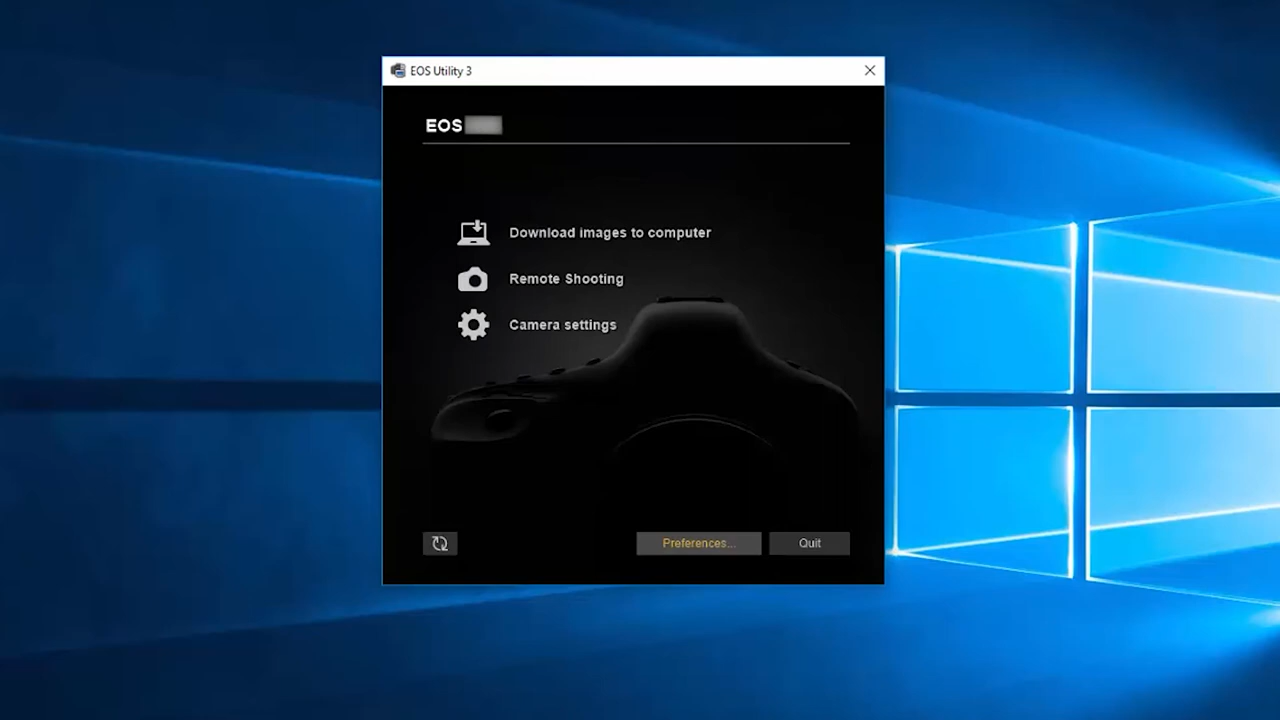 EOS Utility 3
EOS
Download images to computer
Remote Shooting
Camera settings
Preferences...
Quit